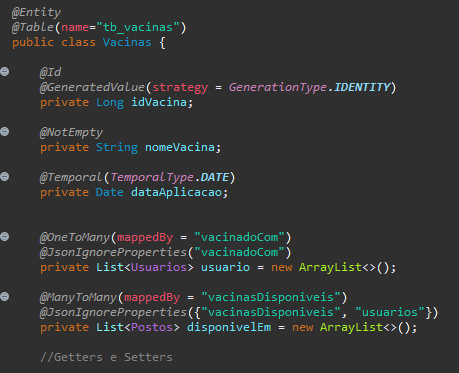 @Entity
@Table(name="tb_vacinas")
public class Vacinas {
@Id
@GeneratedValue(strategy = GenerationType.IDENTITY)
private Long idVacina;
@NotEmpty
private String nomeVacina;
@Temporal(TemporalType.DATE)
private Date dataAplicacao;
@OneToMany(mappedBy = "vacinadoCom")
@JsonIgnoreProperties("vacinadoCom")
private List<Usuarios> usuario = new ArrayList<>();
@ManyToMany(mappedBy = "vacinasDisponiveis")
@JsonIgnoreProperties({"vacinasDisponiveis", "usuarios"})
private List<Postos> disponivelEm = new ArrayList<>();
//Getters e Setters